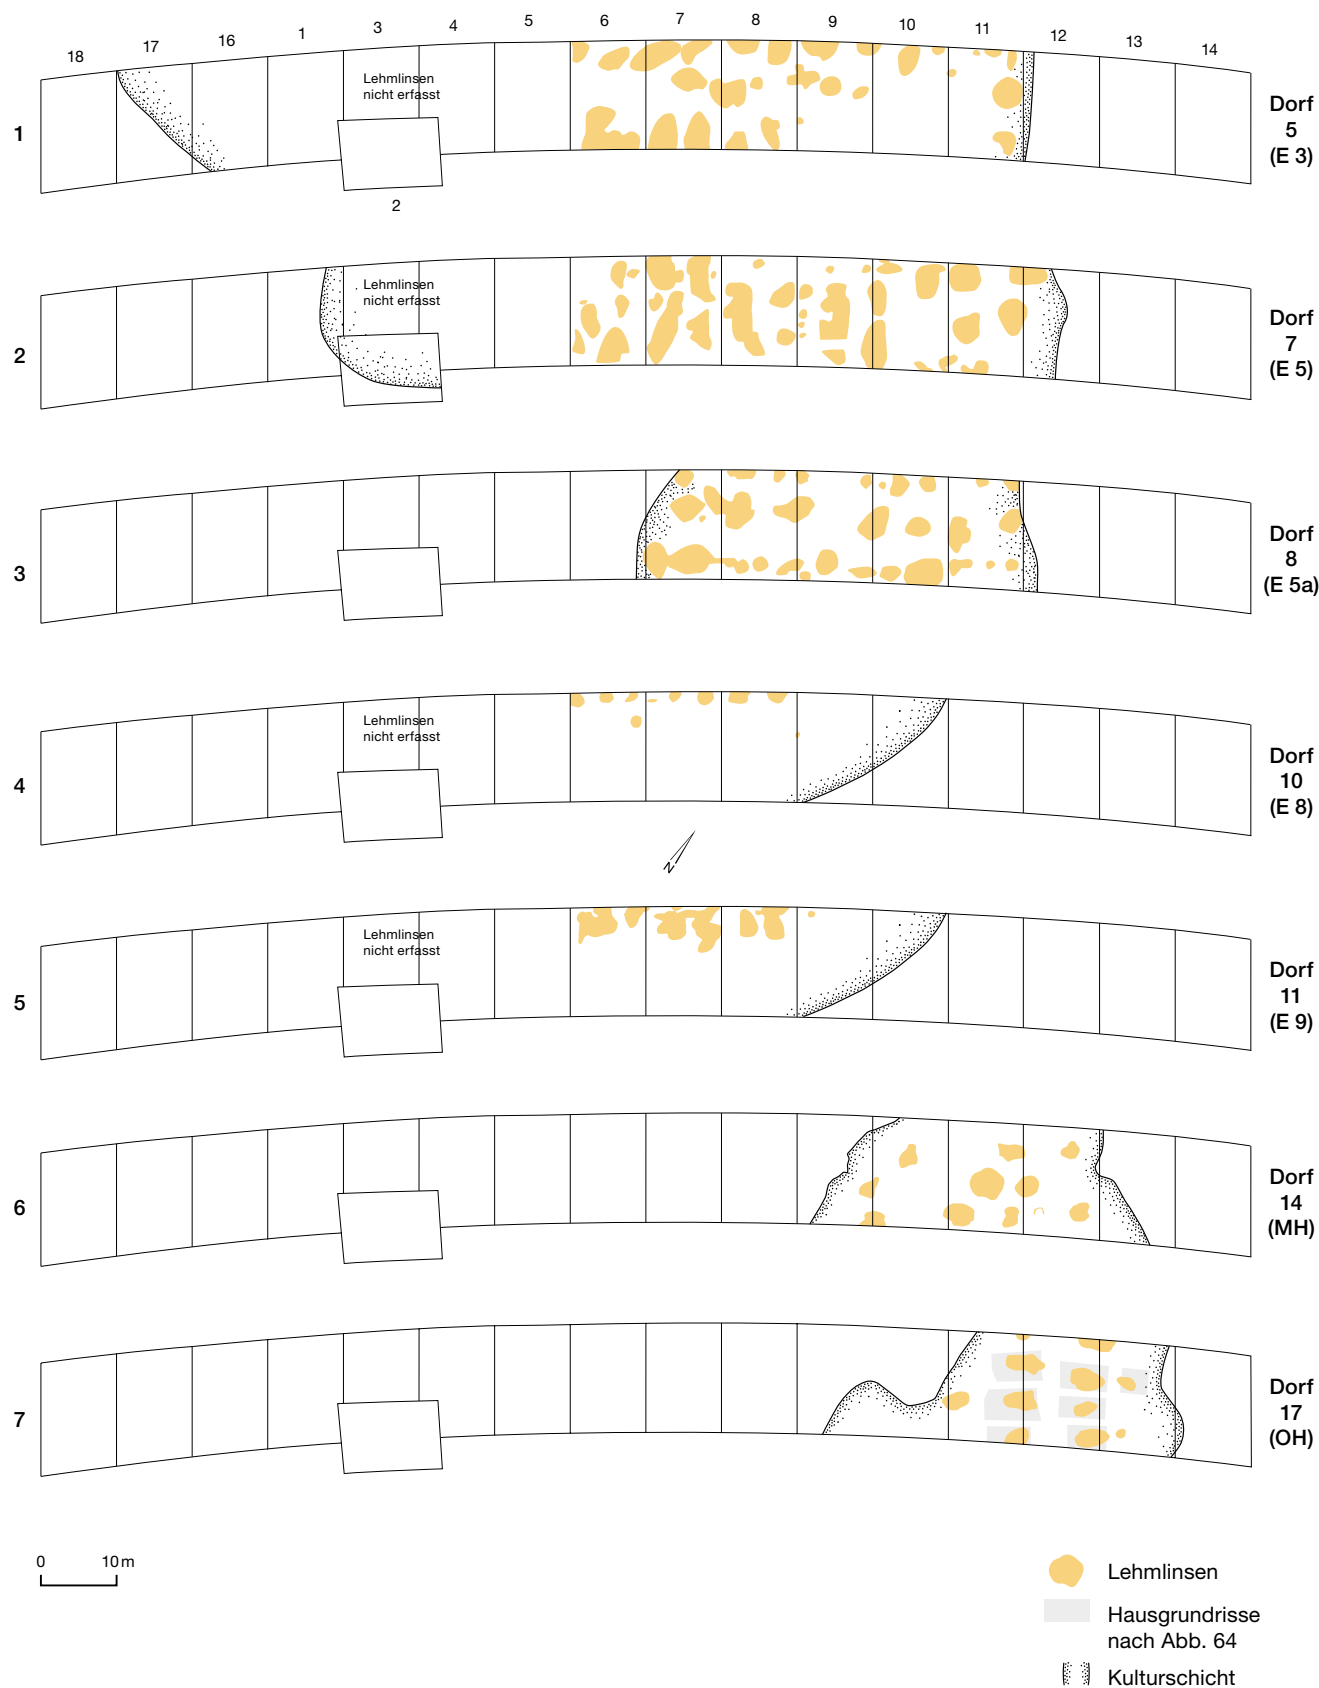 18 17 16 1 3 4 5 6 7 8 9 10 11 12 13 14
Lehmlinsen
nicht erfasst
1
Dorf
5
(E 3)
2
Lehmlinsen
nicht erfasst
2
Dorf
7
(E 5)
3
Dorf
8
(E 5a)
Lehmlinsen
nicht erfasst
4
Dorf
10
(E 8)
N
Lehmlinsen
nicht erfasst
5
Dorf
11
(E 9)
6
Dorf
14
(MH)
7
Dorf
17
(OH)
0 10 m
Lehmlinsen
Hausgrundrisse
nach Abb. 64
Kulturschicht